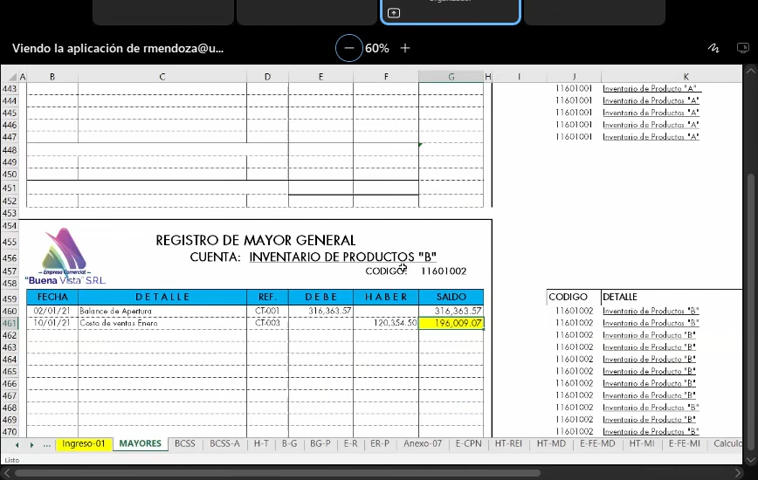 Viendo la aplicación de rmendoza@u...
60%
B C D E F G H I J K
443 11601001 Inventario de Producto "A"
444 11601001 Inventario de Productos "A"
445 11601001 Inventario de Productos "A"
446 11601001 Inventario de Productos "A"
447 11601001 Inventario de Productos "A"
448
449
450
451
452
453
454
455 REGISTRO DE MAYOR GENERAL
456 CUENTA: INVENTARIO DE PRODUCTOS "B"
457 CODIGO 11601002
Empresa Comercial
"Buena Vista" S.R.L.
458
459 FECHA DETALLE REF. DEBE HABER SALDO CODIGO DETALLE
460 02/01/21 Balance de Apertura CT-001 316,363.57 316,363.57 11601002 Inventario de Productos "B"
461 10/01/21 Costo de ventas Enero CT-003 120,354.50 196,009.07 11601002 Inventario de Productos "B"
462 11601002 Inventario de Productos "B"
463 11601002 Inventario de Productos "B"
464 11601002 Inventario de Productos "B"
465 11601002 Inventario de Productos "B"
466 11601002 Inventario de Productos "B"
467 11601002 Inventario de Productos "B"
468 11601002 Inventario de Productos "B"
469 11601002 Inventario de Productos "B"
470 11601002 Inventario de Productos "B"
... Ingreso-01 MAYORES BCSS BCSS-A H-T B-G BG-P E-R ER-P Anexo-07 E-CPN HT-REI HT-MD E-FE-MD HT-MI E-FE-MI Calculo
Listo